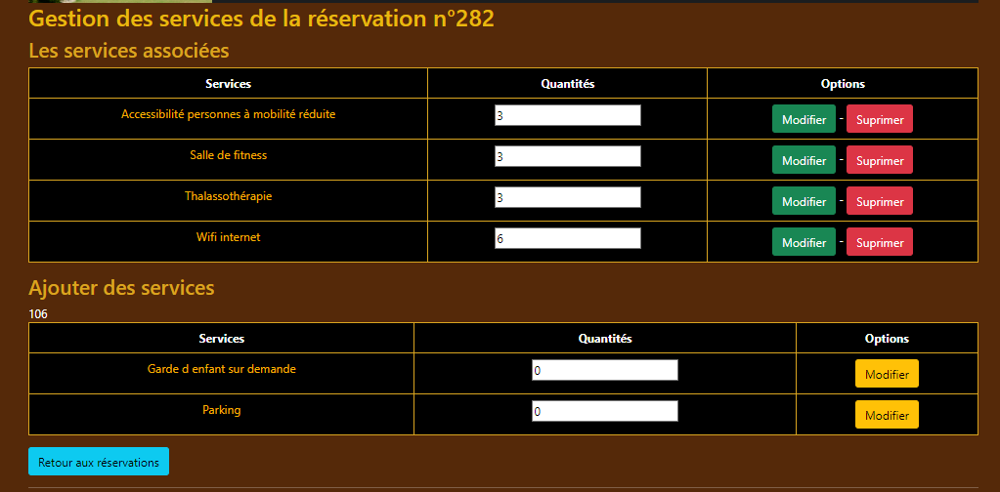 Gestion des services de la réservation n°282
Les services associées
Services Quantités Options
Accessibilité personnes à mobilité réduite 3 Modifier - Suprimer
Salle de fitness 3 Modifier - Suprimer
Thalassothérapie 3 Modifier - Suprimer
Wifi internet 6 Modifier - Suprimer
Ajouter des services
106
Services Quantités Options
Garde d enfant sur demande 0 Modifier
Parking 0 Modifier
Retour aux réservations